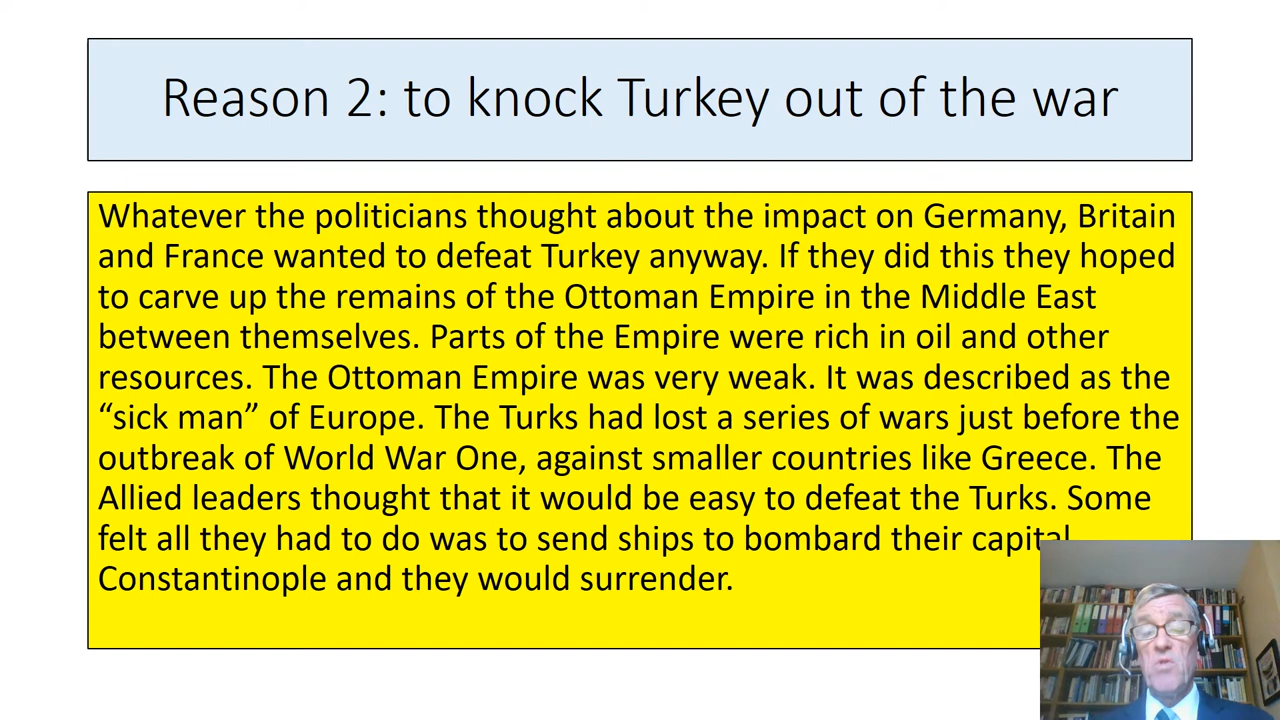 Reason 2: to knock Turkey out of the war
Whatever the politicians thought about the impact on Germany, Britain
and France wanted to defeat Turkey anyway. If they did this they hoped
to carve up the remains of the Ottoman Empire in the Middle East
between themselves. Parts of the Empire were rich in oil and other
resources. The Ottoman Empire was very weak. It was described as the
“sick man” of Europe. The Turks had lost a series of wars just before the
outbreak of World War One, against smaller countries like Greece. The
Allied leaders thought that it would be easy to defeat the Turks. Some
felt all they had to do was to send ships to bombard their capital
Constantinople and they would surrender.